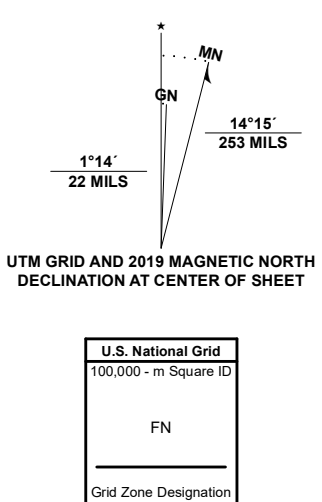 ★
MN
GN
14°15´
253 MILS
1°14´
22 MILS
UTM GRID AND 2019 MAGNETIC NORTH
DECLINATION AT CENTER OF SHEET
U.S. National Grid
100,000 - m Square ID
FN
Grid Zone Designation